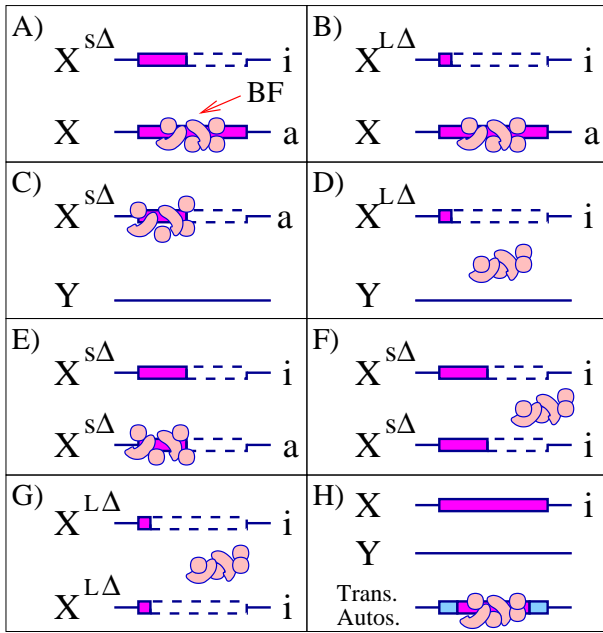 A)
X sΔ i
BF
X a
B)
X LΔ i
X a
C)
X sΔ a
Y
D)
X LΔ i
Y
E)
X sΔ i
X sΔ a
F)
X sΔ i
X sΔ i
G)
X LΔ i
X LΔ i
H)
X i
Y
Trans.
Autos.